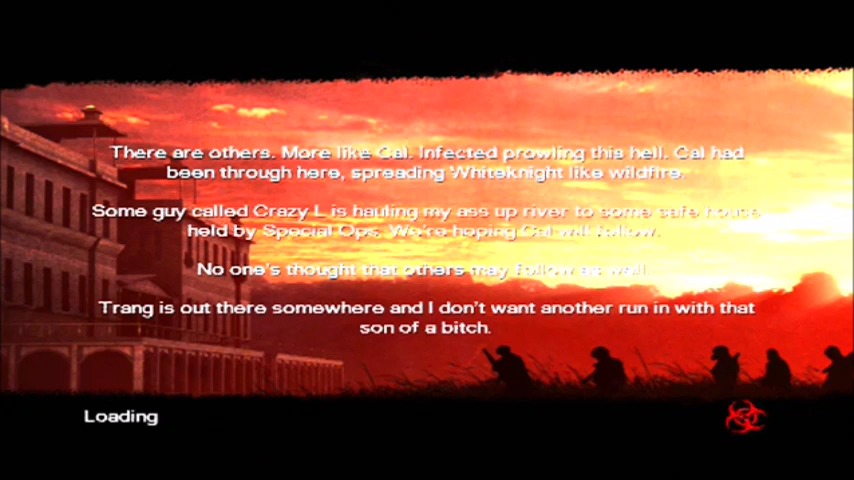 There are others. More like Cal. Infected prowling this hell. Cal had
been through here, spreading Whiteknight like wildfire.
Some guy called Crazy L is hauling my ass up river to some safe house
held by Special Ops. We're hoping Cal will follow.
No one's thought that others may follow as well.
Trang is out there somewhere and I don't want another run in with that
son of a bitch.
Loading